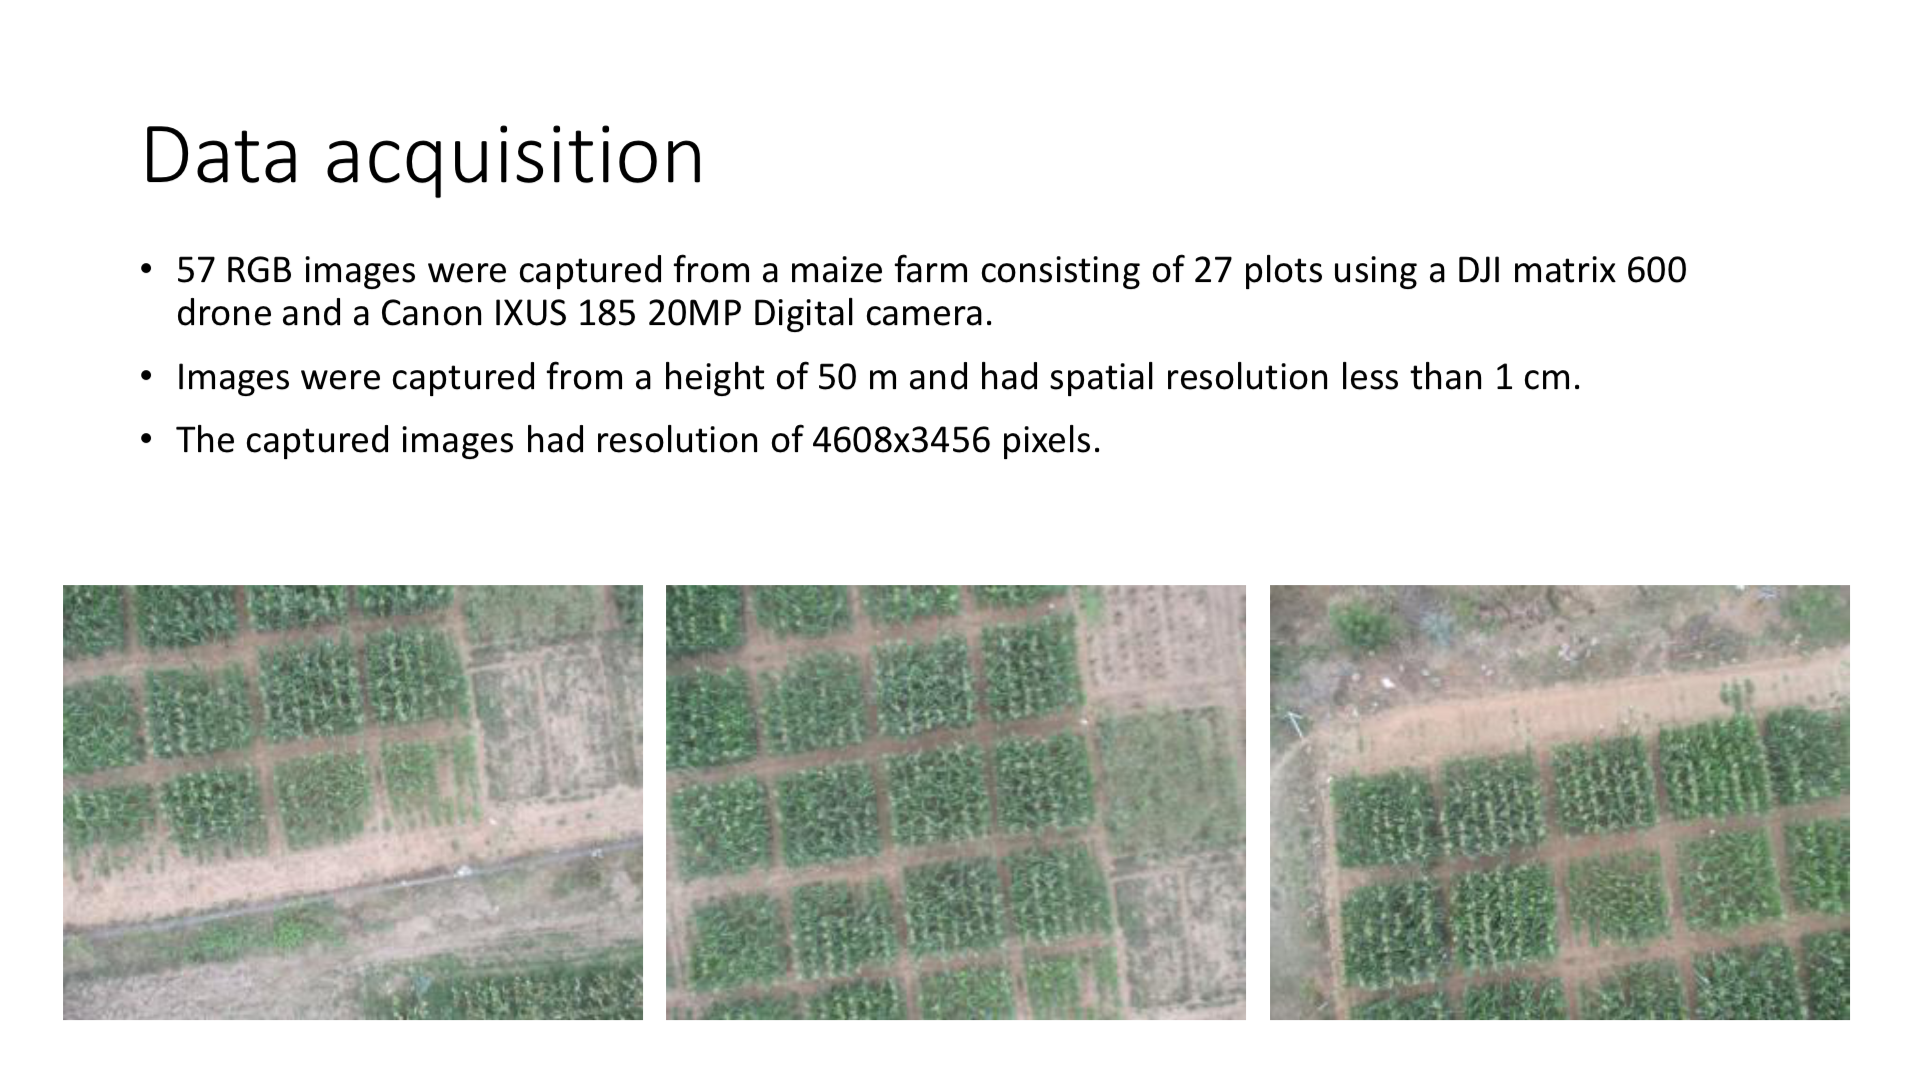 Data acquisition
• 57 RGB images were captured from a maize farm consisting of 27 plots using a DJI matrix 600
drone and a Canon IXUS 185 20MP Digital camera.
• Images were captured from a height of 50 m and had spatial resolution less than 1 cm.
• The captured images had resolution of 4608x3456 pixels.